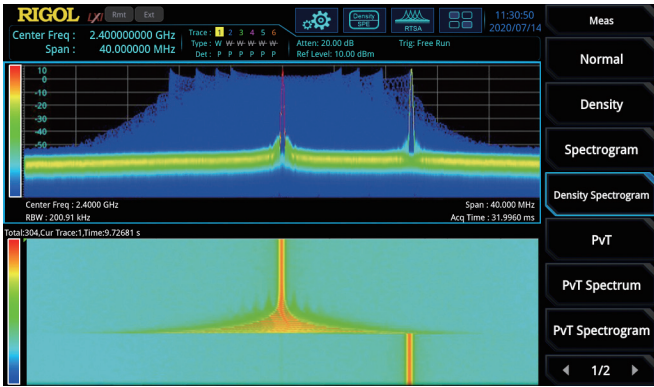 RIGOL LXI Rmt Ext
Density
SPE
RTSA
11:30:50
2020/07/14
Center Freq : 2.400000000 GHz
Span : 40.000000 MHz
Trace : 1 2 3 4 5 6
Type : W W W W W W
Det : P P P P P P
Atten: 20.00 dB
Ref Level: 10.00 dBm
Trig: Free Run
10
0
-10
-20
-30
-40
-50
Center Freq : 2.4000 GHz
Span : 40.000 MHz
RBW : 200.91 kHz
Acq Time : 31.9960 ms
Total:304,Cur Trace:1,Time:9.72681 s
Meas
Normal
Density
Spectrogram
Density Spectrogram
PvT
PvT Spectrum
PvT Spectrogram
1/2